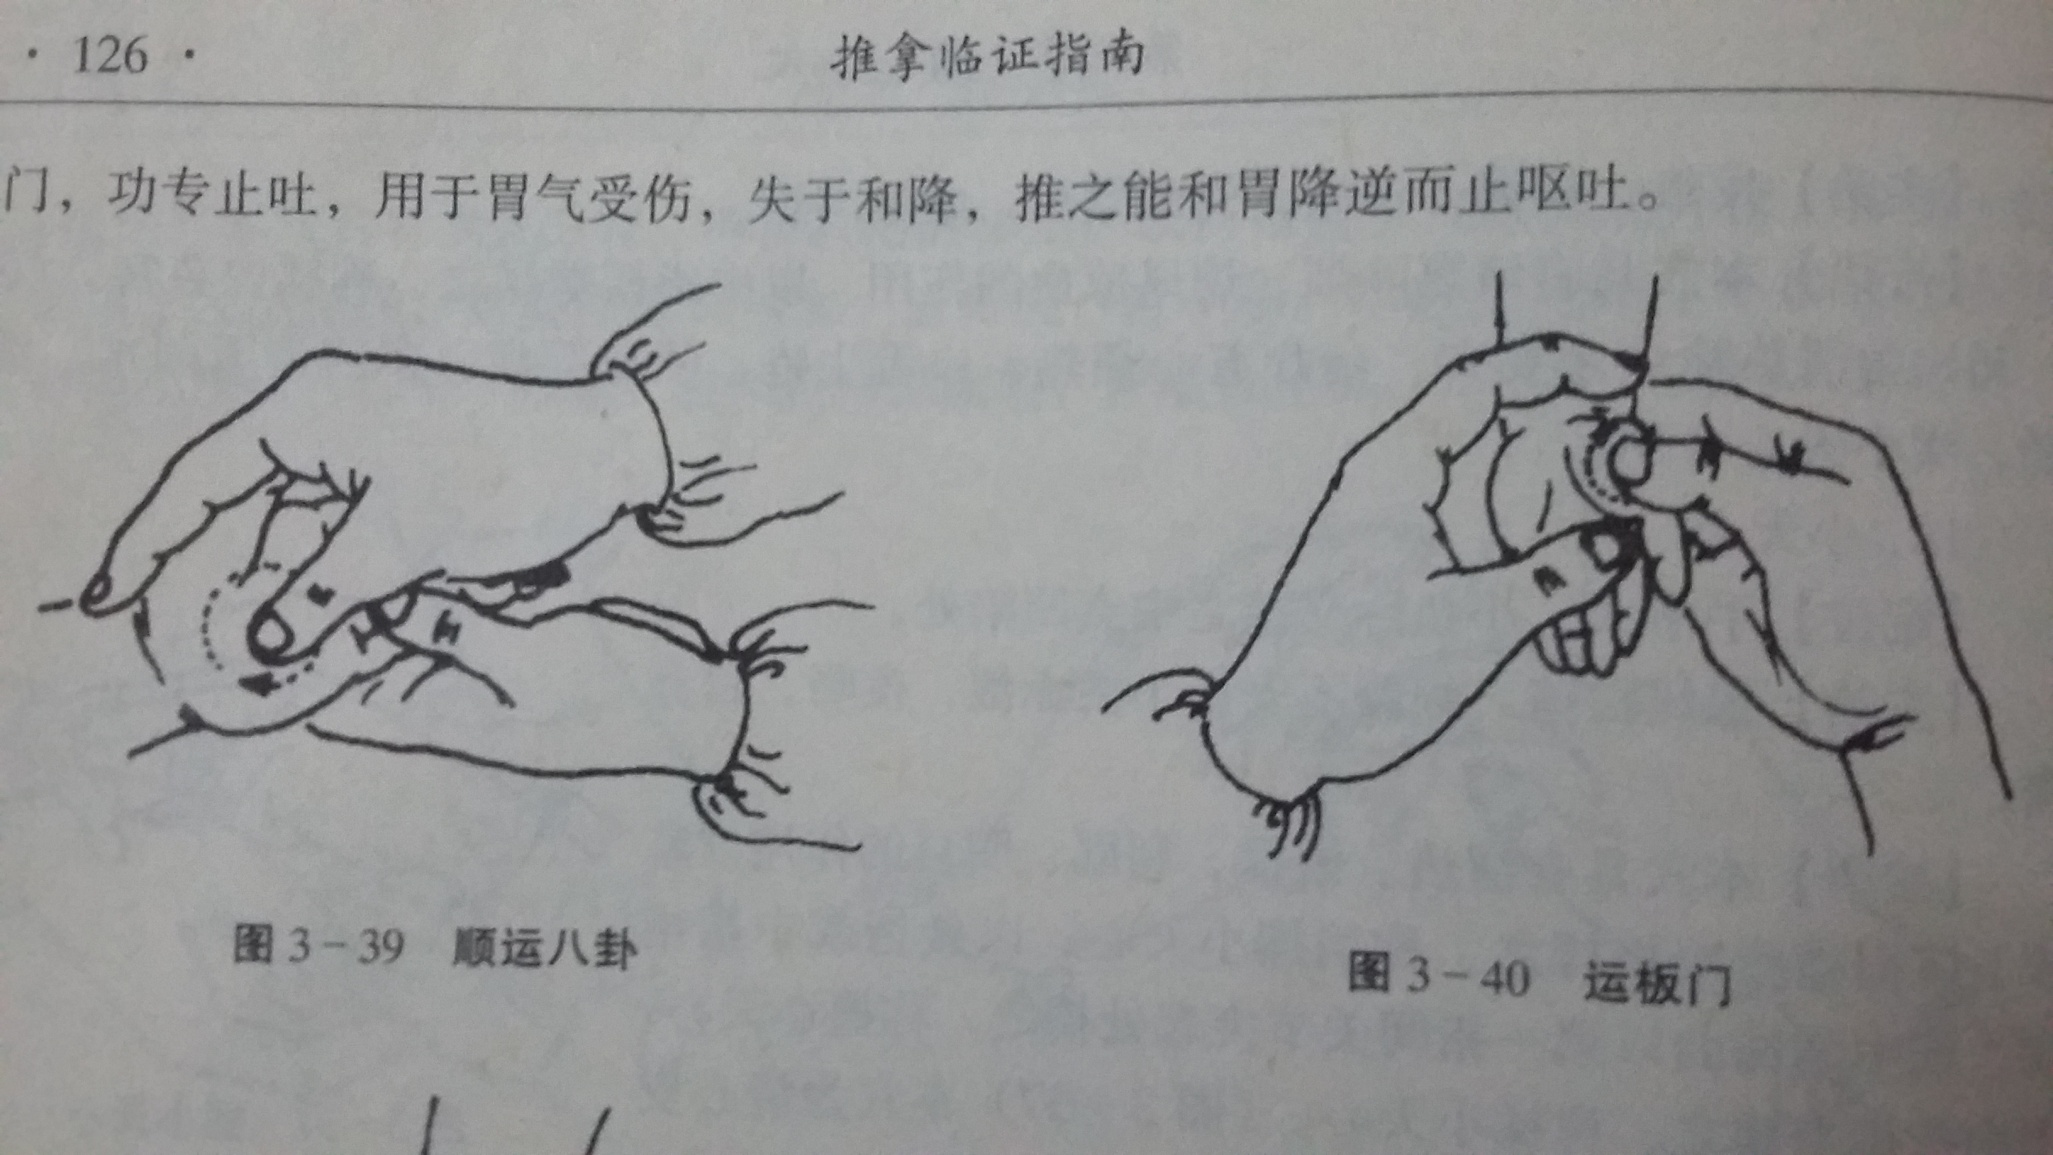 · 126 ·
推拿临证指南
门，功专止吐，用于胃气受伤，失于和降，推之能和胃降逆而止呕吐。
图 3－39 顺运八卦
图 3－40 运板门